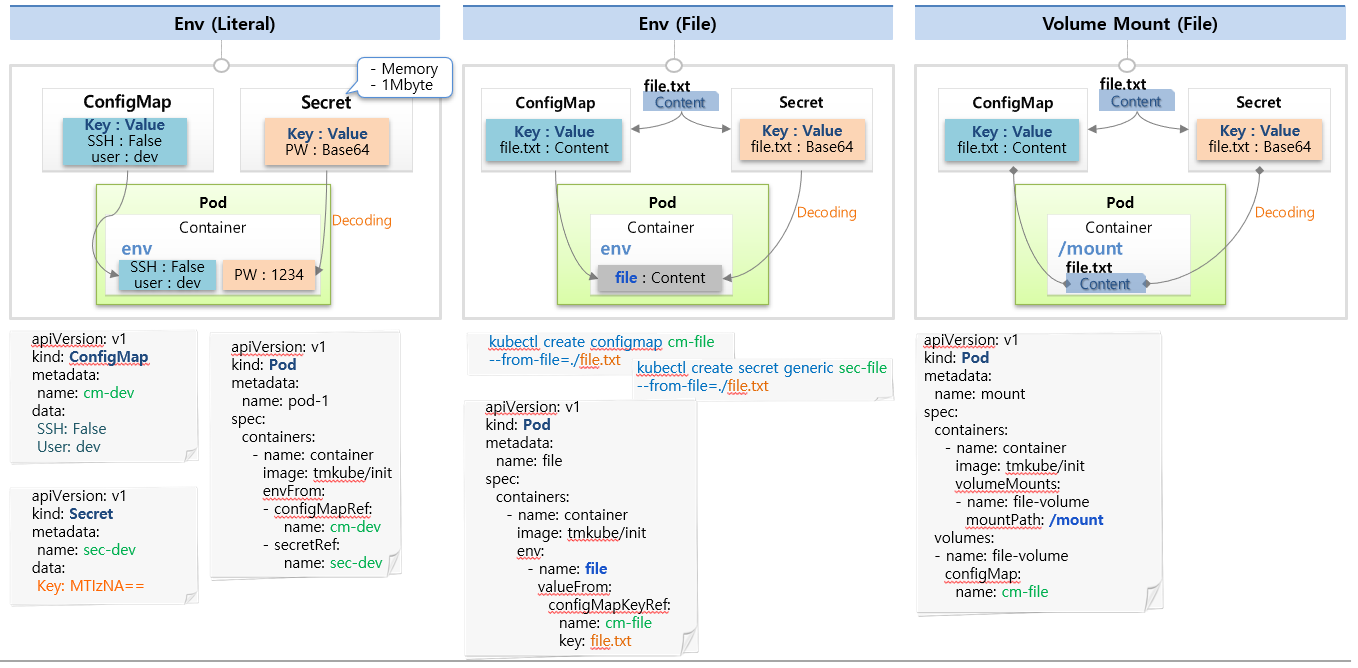 Env (Literal)
- Memory
- 1Mbyte
ConfigMap
Key : Value
SSH : False
user : dev
Secret
Key : Value
PW : Base64
Pod
Container
env
SSH : False
user : dev
PW : 1234
Decoding
apiVersion: v1
kind: ConfigMap
metadata:
name: cm-dev
data:
SSH: False
User: dev
apiVersion: v1
kind: Secret
metadata:
name: sec-dev
data:
Key: MTIzNA==
apiVersion: v1
kind: Pod
metadata:
name: pod-1
spec:
containers:
- name: container
image: tmkube/init
envFrom:
- configMapRef:
name: cm-dev
- secretRef:
name: sec-dev
Env (File)
file.txt
Content
ConfigMap
Key : Value
file.txt : Content
Secret
Key : Value
file.txt : Base64
Pod
Container
env
file : Content
Decoding
kubectl create configmap cm-file
--from-file=./file.txt
kubectl create secret generic sec-file
--from-file=./file.txt
apiVersion: v1
kind: Pod
metadata:
name: file
spec:
containers:
- name: container
image: tmkube/init
env:
- name: file
valueFrom:
configMapKeyRef:
name: cm-file
key: file.txt
Volume Mount (File)
file.txt
Content
ConfigMap
Key : Value
file.txt : Content
Secret
Key : Value
file.txt : Base64
Pod
Container
/mount
file.txt
Content
Decoding
apiVersion: v1
kind: Pod
metadata:
name: mount
spec:
containers:
- name: container
image: tmkube/init
volumeMounts:
- name: file-volume
mountPath: /mount
volumes:
- name: file-volume
configMap:
name: cm-file